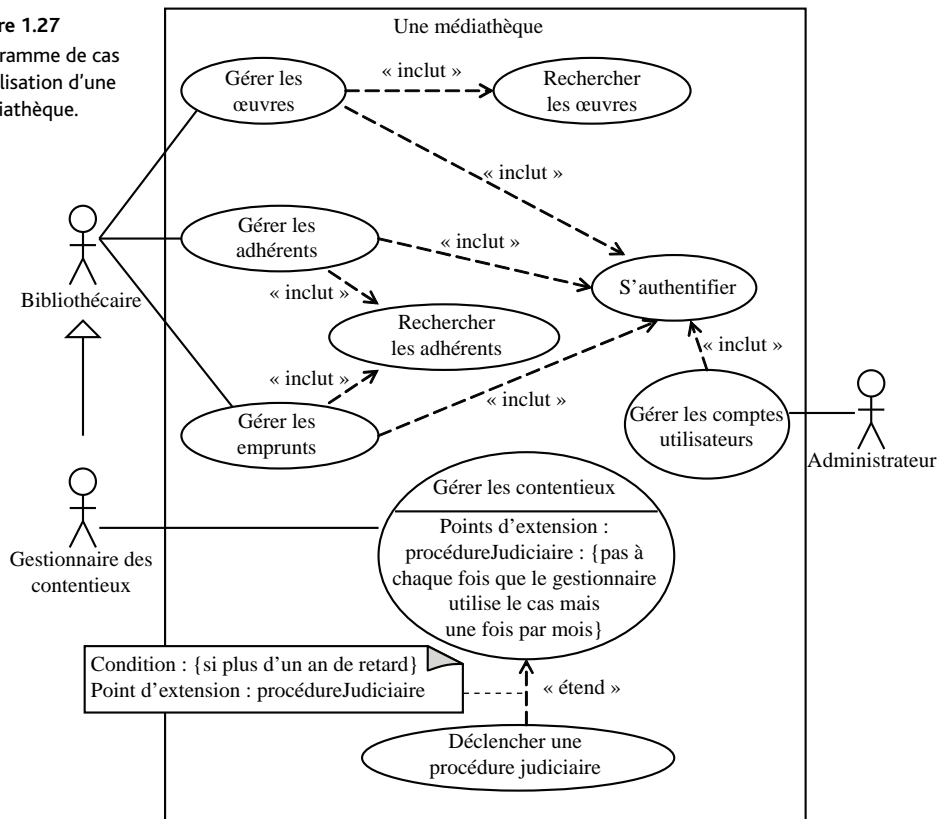 re 1.27
ramme de cas
lisation d'une
iathèque.
Une médiathèque
Gérer les
œuvres
« inclut »
Rechercher
les œuvres
« inclut »
Gérer les
adhérents
« inclut »
« inclut »
S'authentifier
Bibliothécaire
Rechercher
les adhérents
« inclut »
« inclut »
« inclut »
Gérer les
emprunts
Gérer les comptes
utilisateurs
Administrateur
Gérer les contentieux
Points d'extension :
procédureJudiciaire : {pas à
chaque fois que le gestionnaire
utilise le cas mais
une fois par mois}
Gestionnaire des
contentieux
Condition : {si plus d'un an de retard}
Point d'extension : procédureJudiciaire
« étend »
Déclencher une
procédure judiciaire